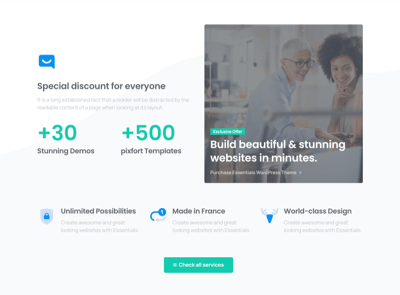 Special discount for everyone
It is a long established fact that a reader will be distracted by the
readable content of a page when looking at its layout.
+30
Stunning Demos
+500
pixfort Templates
Exclusive Offer
Build beautiful & stunning
websites in minutes.
Purchase Essentials WordPress Theme >
Unlimited Possibilities
Create awesome and great
looking websites with Essentials.
Made in France
Create awesome and great
looking websites with Essentials.
World-class Design
Create awesome and great
looking websites with Essentials.
Check all services